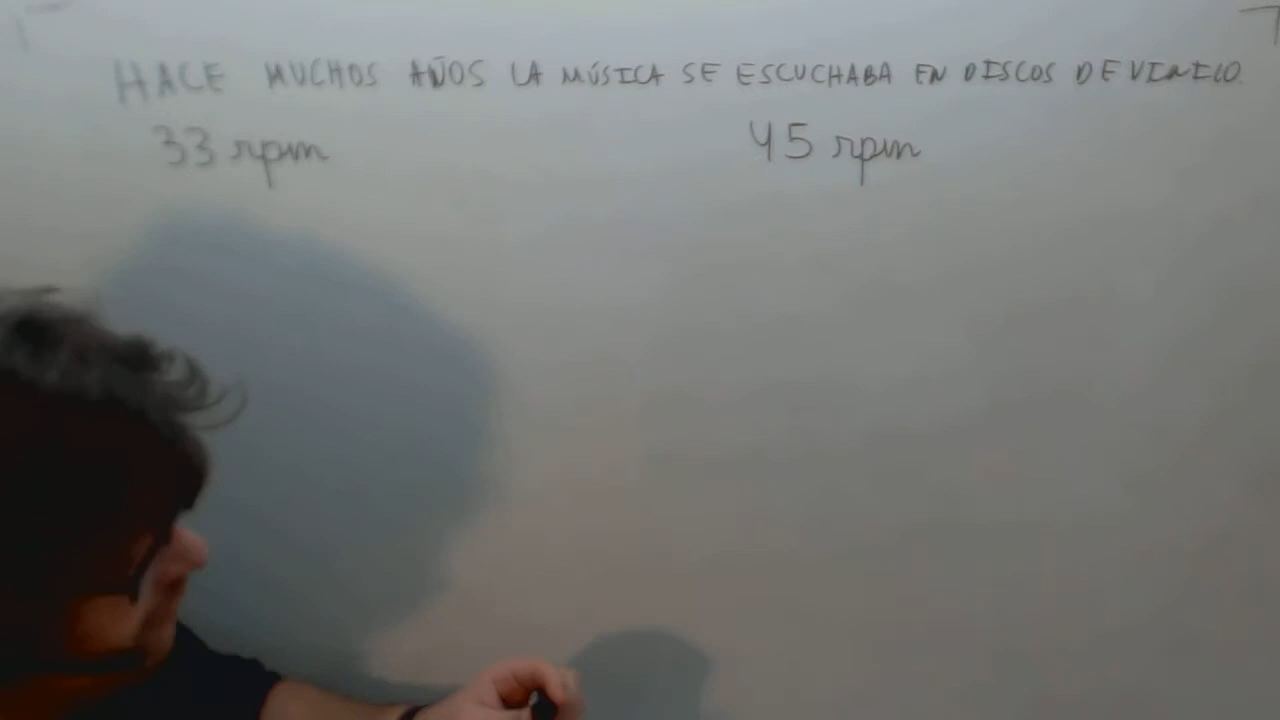 HACE MUCHOS AÑOS LA MÚSICA SE ESCUCHABA EN DISCOS DE VINILO.
33 rpm 45 rpm